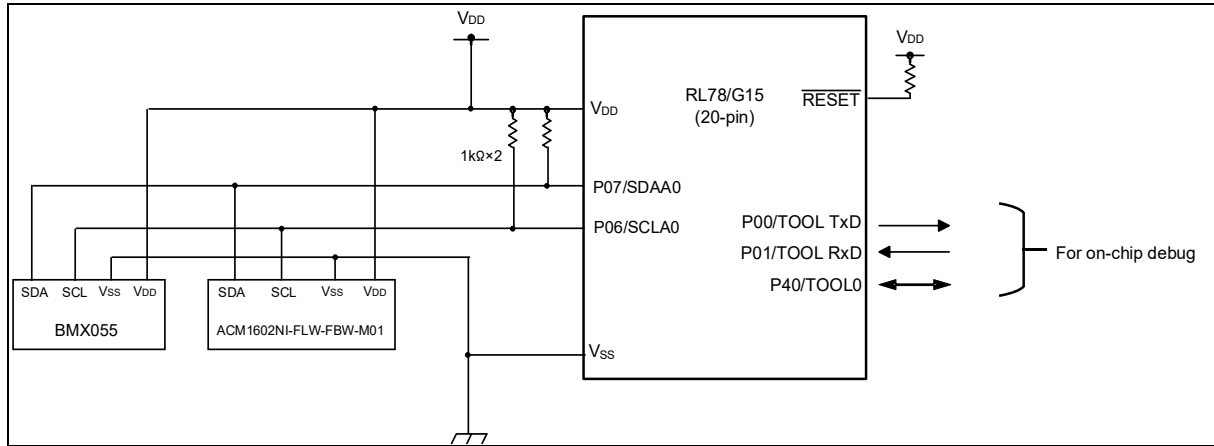 VDD
VDD
RL78/G15
(20-pin)
RESET
VDD
1kΩ×2
P07/SDAA0
P06/SCLA0
P00/TOOL TxD
P01/TOOL RxD
P40/TOOL0
For on-chip debug
SDA SCL VSS VDD
BMX055
SDA SCL VSS VDD
ACM1602NI-FLW-FBW-M01
VSS